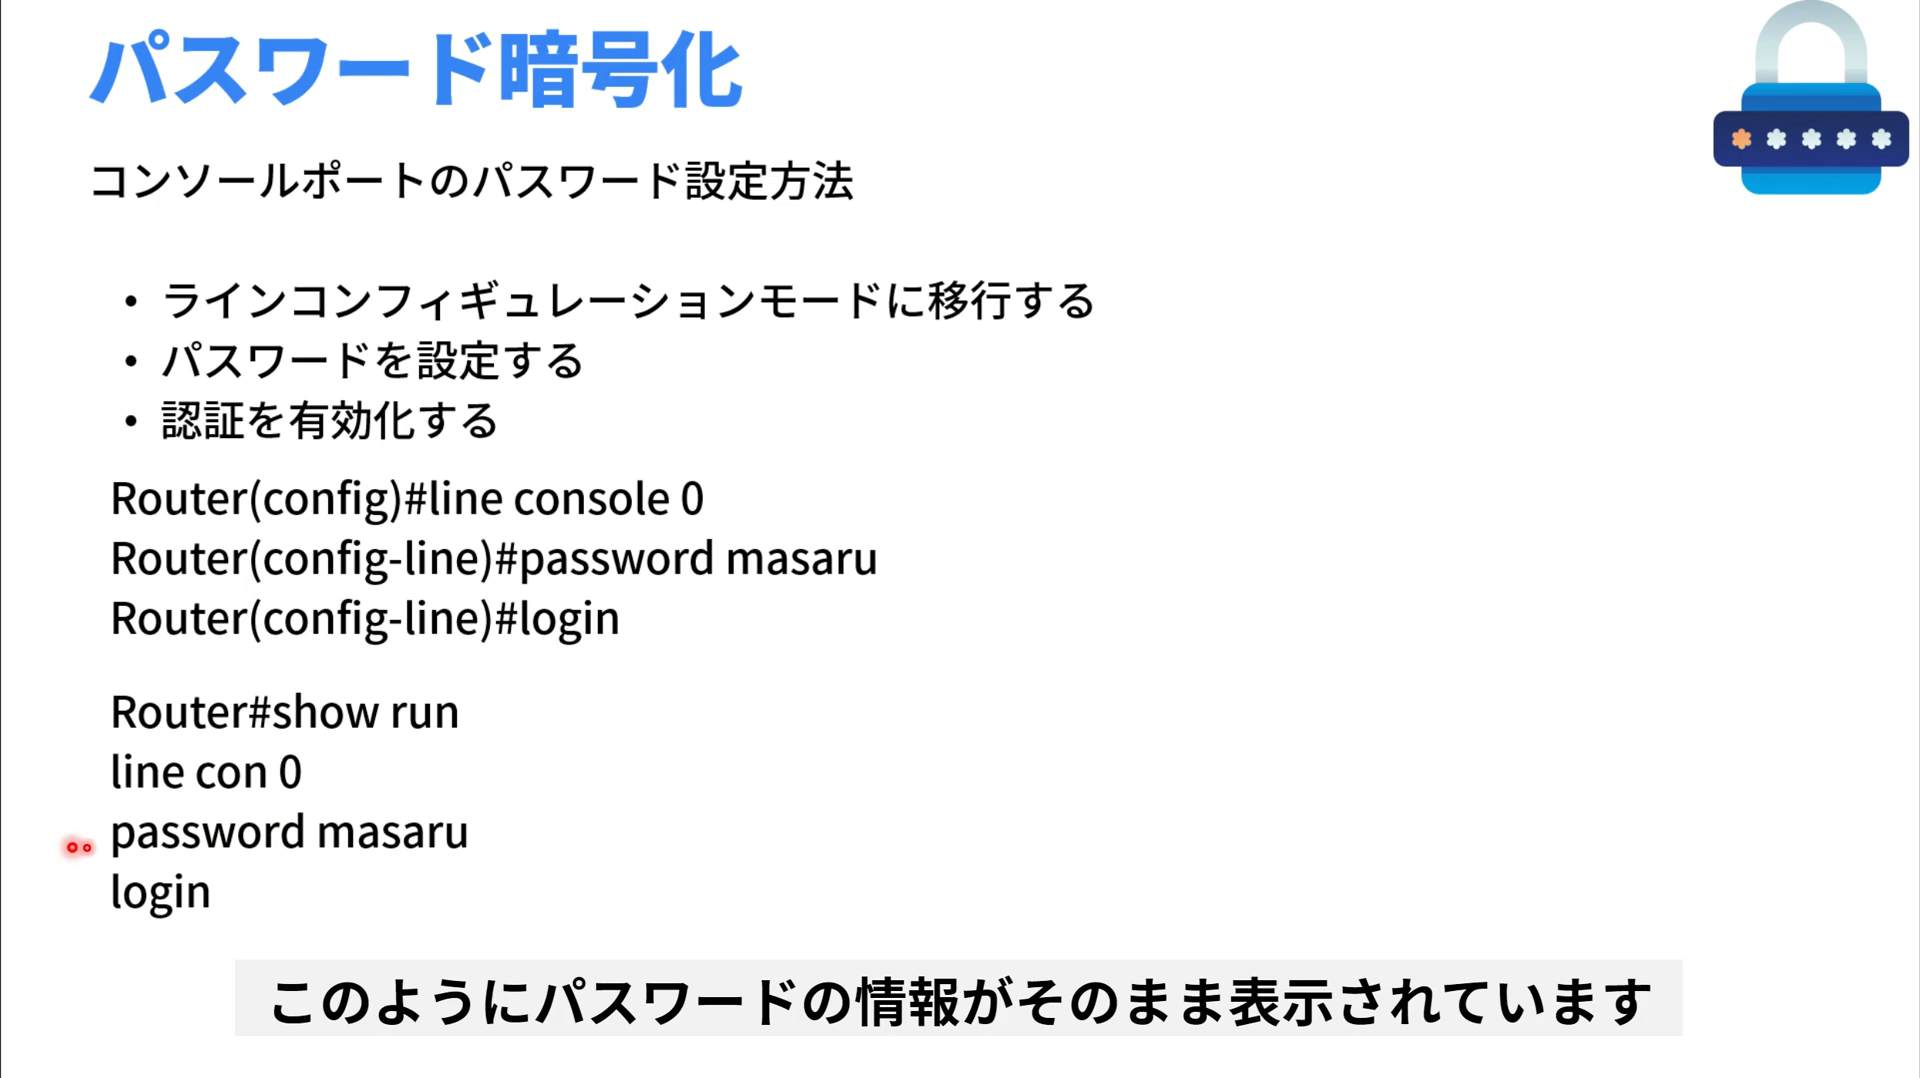 パスワード暗号化
コンソールポートのパスワード設定方法
• ラインコンフィギュレーションモードに移行する
• パスワードを設定する
• 認証を有効化する
Router(config)#line console 0
Router(config-line)#password masaru
Router(config-line)#login
Router#show run
line con 0
password masaru
login
このようにパスワードの情報がそのまま表示されています